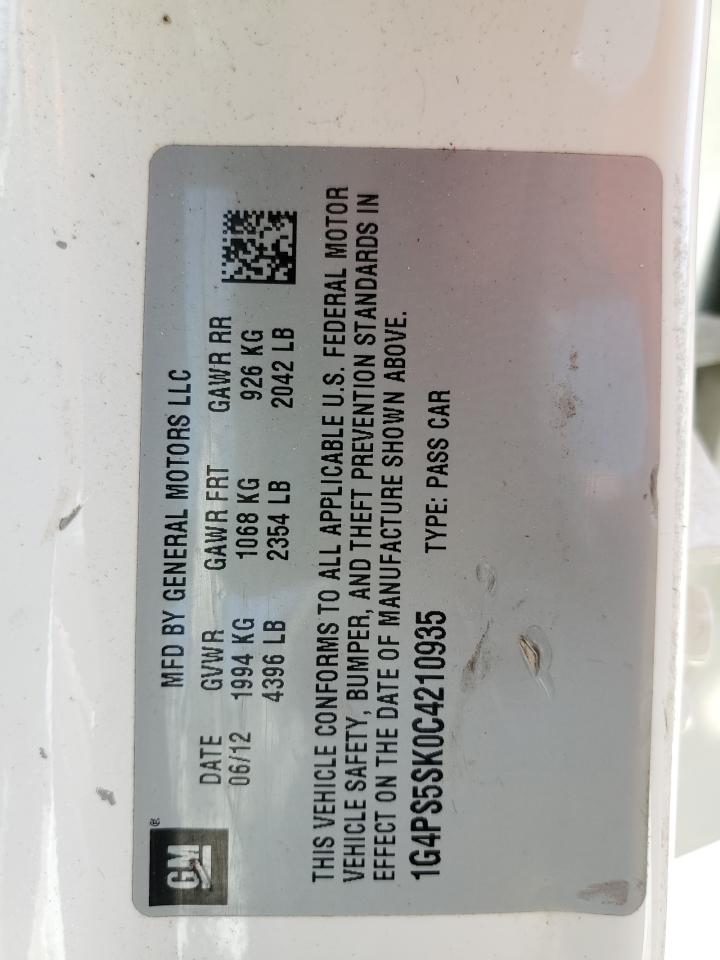 GM®
MFD BY GENERAL MOTORS LLC
DATE GVWR GAWR FRT GAWR RR
06/12 1994 KG 1068 KG 926 KG
4396 LB 2354 LB 2042 LB
THIS VEHICLE CONFORMS TO ALL APPLICABLE U.S. FEDERAL MOTOR
VEHICLE SAFETY, BUMPER, AND THEFT PREVENTION STANDARDS IN
EFFECT ON THE DATE OF MANUFACTURE SHOWN ABOVE.
1G4PS5SK0C4210935 TYPE: PASS CAR